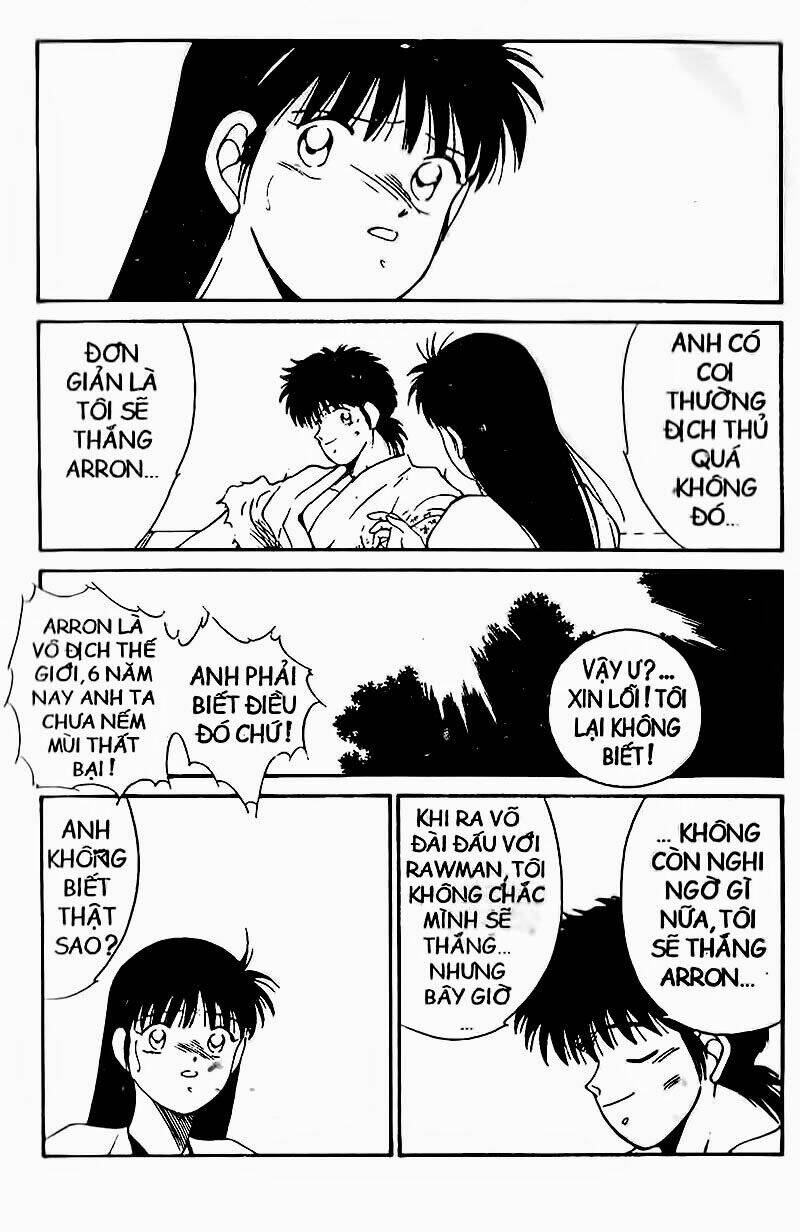 ANH CÓ
COI
THƯỜNG
ĐỊCH THỦ
QUÁ
KHÔNG
ĐÓ...
ĐƠN
GIẢN LÀ
TÔI SẼ
THẮNG
ARRON...
VẬY Ư?...
XIN LỔI! TÔI
LẠI KHÔNG
BIẾT!
ANH PHẢI
BIẾT ĐIỀU
ĐÓ CHỨ!
ARRON LÀ
VÔ ĐỊCH THẾ
GIỚI, 6 NĂM
NAY ANH TA
CHƯA NẾM
MÙI THẤT
BẠI!
... KHÔNG
CÒN NGHI
NGỜ GÌ
NỮA, TÔI
SẼ THẮNG
ARRON...
KHI RA VÕ
ĐÀI ĐẤU VỚI
RAWMAN, TÔI
KHÔNG CHẮC
MÌNH SẼ
THẮNG...
NHƯNG
BÂY GIỜ
...
ANH
KHÔNG
BIẾT
THẬT
SAO?